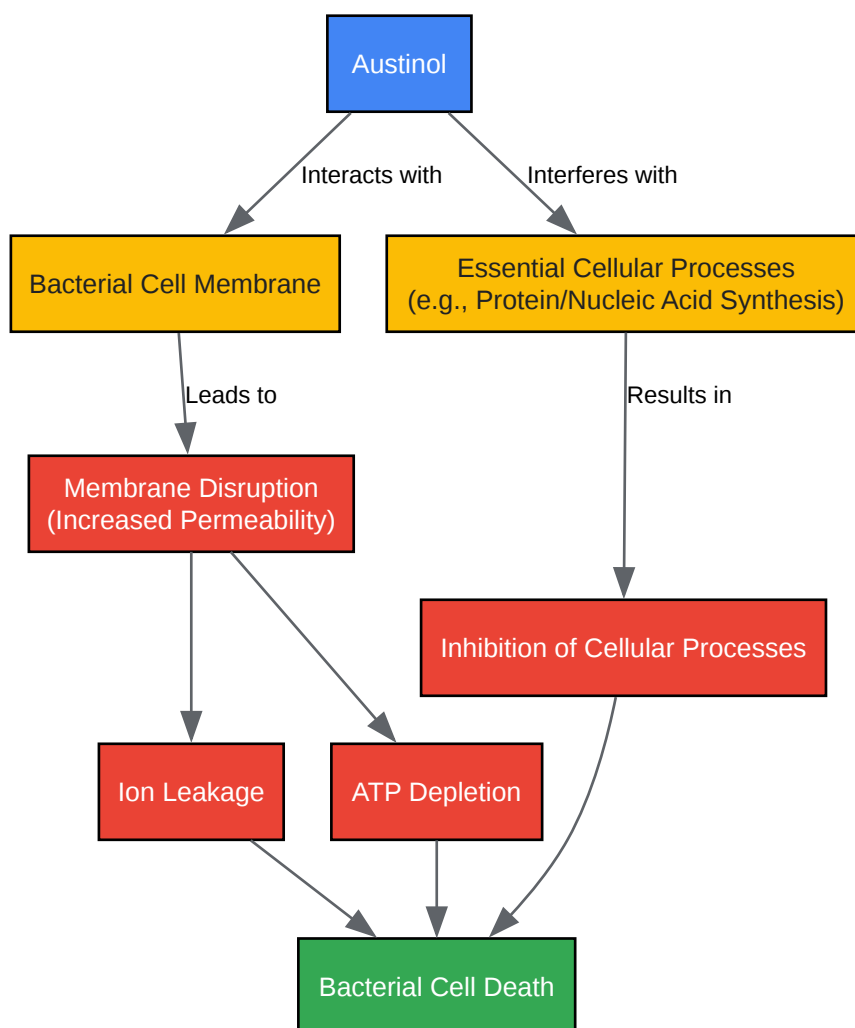 Austinol
Interacts with
Interferes with
Bacterial Cell Membrane
Essential Cellular Processes
(e.g., Protein/Nucleic Acid Synthesis)
Leads to
Results in
Membrane Disruption
(Increased Permeability)
Inhibition of Cellular Processes
Ion Leakage
ATP Depletion
Bacterial Cell Death